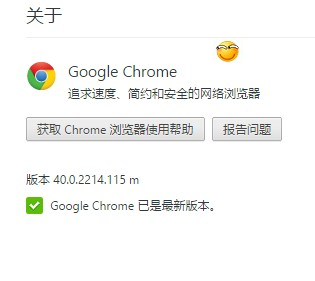 关于
Google Chrome
追求速度、简约和安全的网络浏览器
获取 Chrome 浏览器使用帮助
报告问题
版本 40.0.2214.115 m
Google Chrome 已是最新版本。